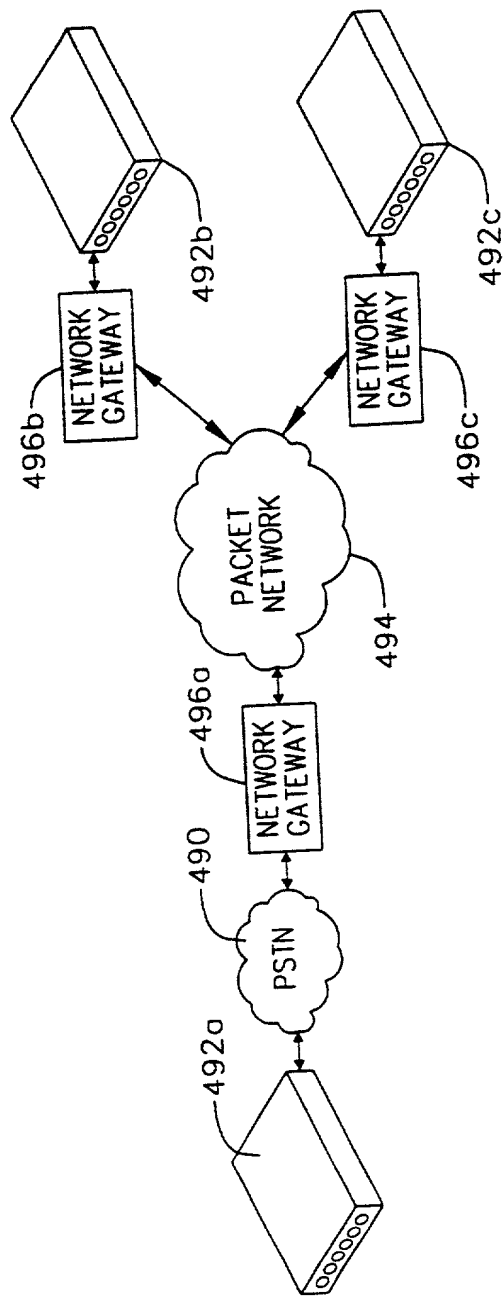 492a
490
PSTN
496a
NETWORK
GATEWAY
PACKET
NETWORK
494
496b
NETWORK
GATEWAY
492b
496c
NETWORK
GATEWAY
492c